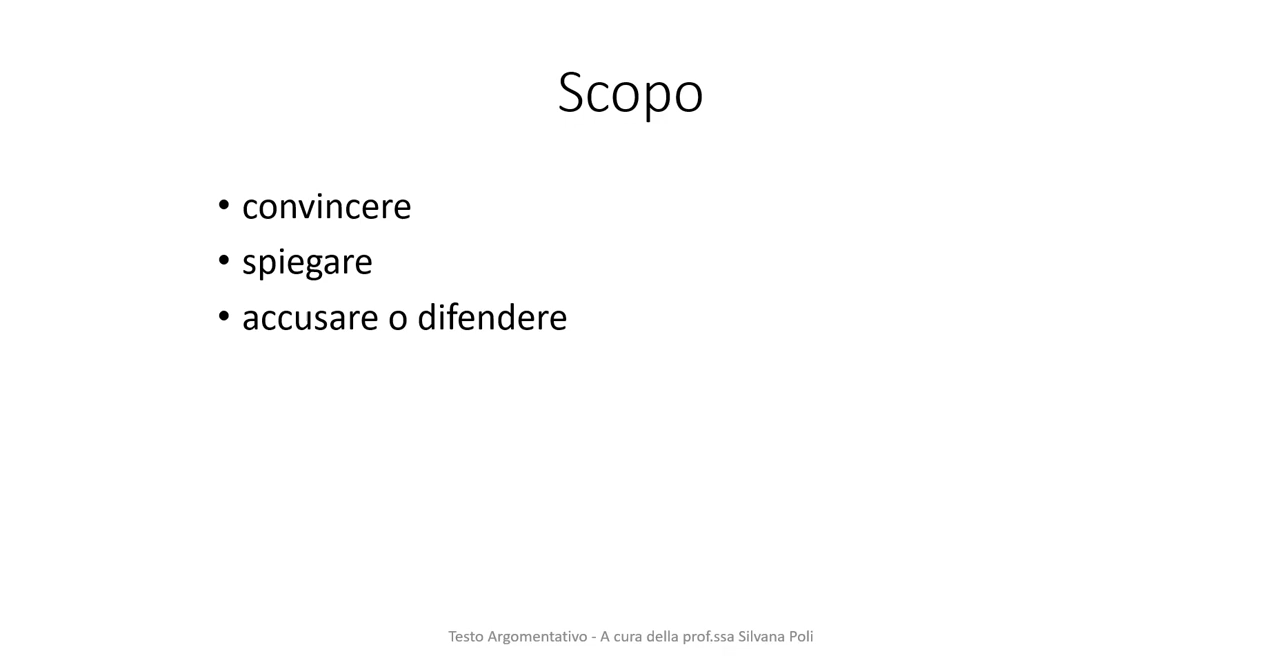 Scopo
• convincere
• spiegare
• accusare o difendere
Testo Argomentativo - A cura della prof.ssa Silvana Poli